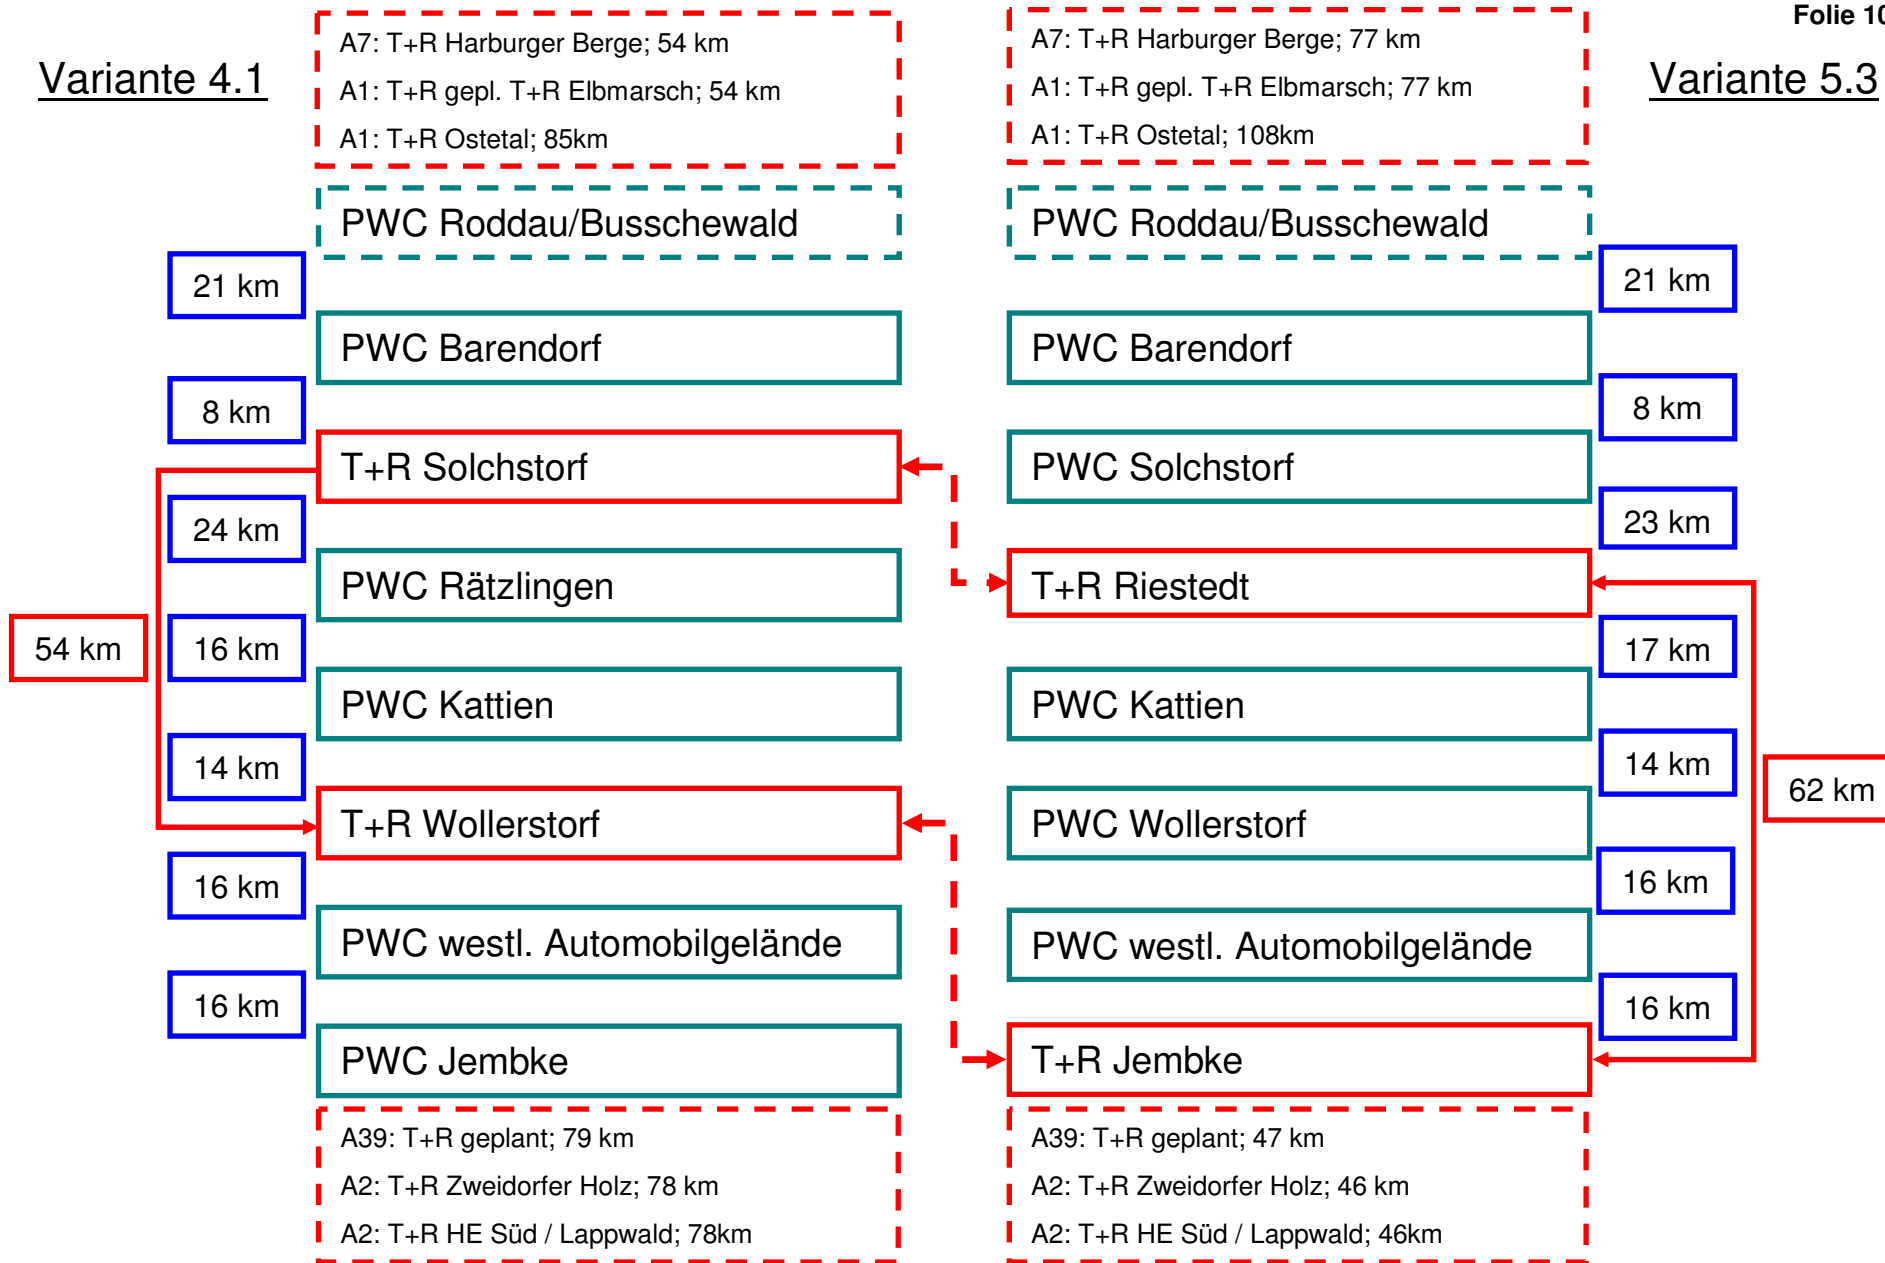 Folie 10
Variante 4.1
A7: T+R Harburger Berge; 54 km
A1: T+R gepl. T+R Elbmarsch; 54 km
A1: T+R Ostetal; 85km
PWC Roddau/Busschewald
21 km
PWC Barendorf
8 km
T+R Solchstorf
24 km
PWC Rätzlingen
54 km
16 km
PWC Kattien
14 km
T+R Wollerstorf
16 km
PWC westl. Automobilgelände
16 km
PWC Jembke
A39: T+R geplant; 79 km
A2: T+R Zweidorfer Holz; 78 km
A2: T+R HE Süd / Lappwald; 78km
Variante 5.3
A7: T+R Harburger Berge; 77 km
A1: T+R gepl. T+R Elbmarsch; 77 km
A1: T+R Ostetal; 108km
PWC Roddau/Busschewald
21 km
PWC Barendorf
8 km
PWC Solchstorf
23 km
T+R Riestedt
17 km
PWC Kattien
14 km
62 km
PWC Wollerstorf
16 km
PWC westl. Automobilgelände
16 km
T+R Jembke
A39: T+R geplant; 47 km
A2: T+R Zweidorfer Holz; 46 km
A2: T+R HE Süd / Lappwald; 46km